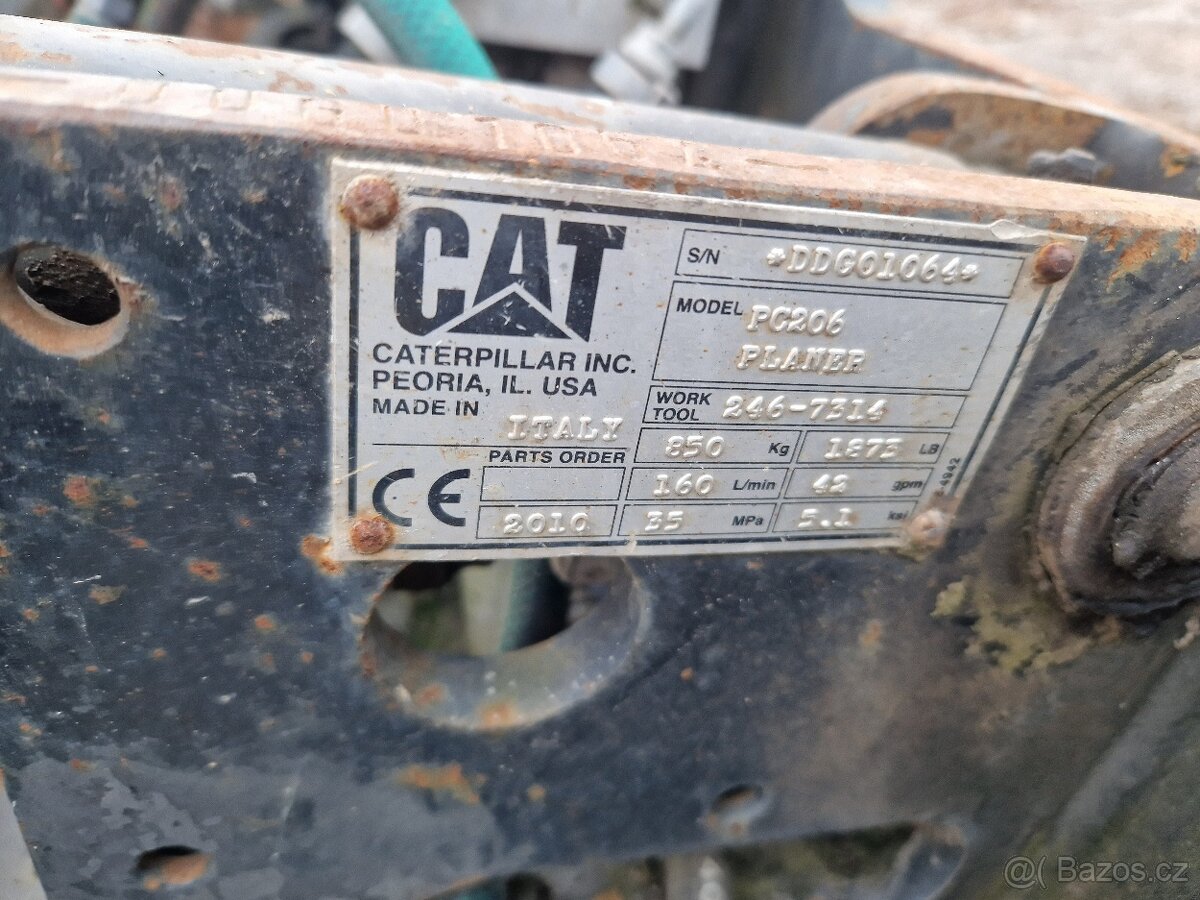 CAT
CATERPILLAR INC.
PEORIA, IL. USA
MADE IN ITALY
S/N *DDG01064*
MODEL PC206
PLANER
WORK TOOL 246-7314
PARTS ORDER
850 Kg 1873 LB
160 L/min 42 gpm
CE
2010 35 MPa 5.1 ksi
@( Bazos.cz